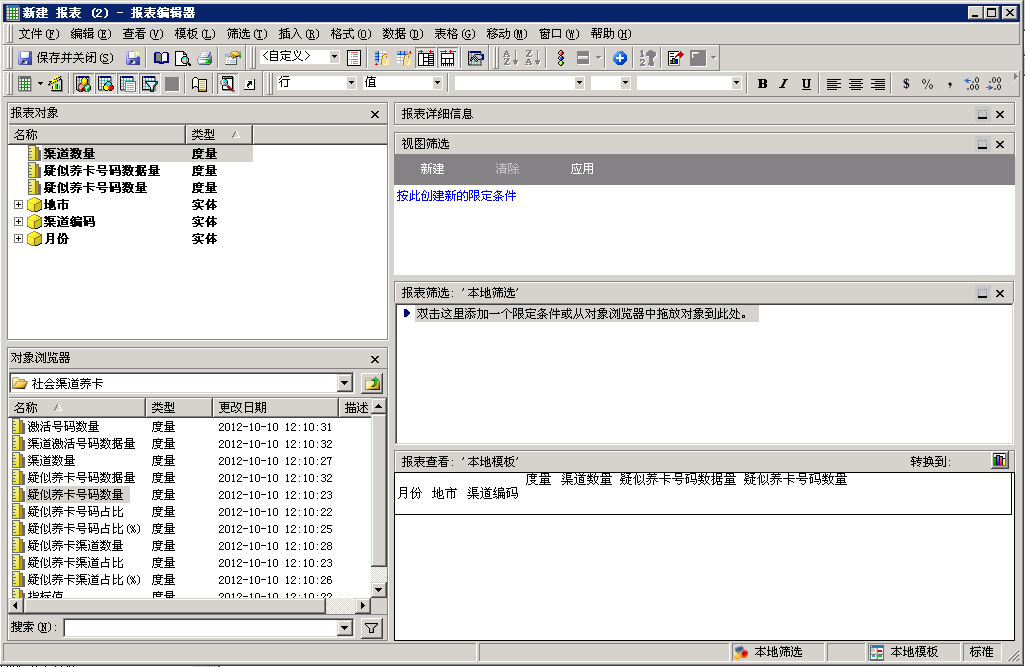 新建 报表 (2) - 报表编辑器
文件(F) 编辑(E) 查看(V) 模板(L) 筛选(T) 插入(R) 格式(O) 数据(D) 表格(G) 移动(M) 窗口(W) 帮助(H)
保存并关闭(S) <自定义>
行 值 B I U $ % ,
报表对象
名称 类型
渠道数量 度量
疑似养卡号码数据量 度量
疑似养卡号码数量 度量
地市 实体
渠道编码 实体
月份 实体
对象浏览器
社会渠道养卡
名称 类型 更改日期 描述
激活号码数量 度量 2012-10-10 12:10:31
渠道激活号码数据量 度量 2012-10-10 12:10:32
渠道数量 度量 2012-10-10 12:10:27
疑似养卡号码数据量 度量 2012-10-10 12:10:32
疑似养卡号码数量 度量 2012-10-10 12:10:23
疑似养卡号码占比 度量 2012-10-10 12:10:22
疑似养卡号码占比(%) 度量 2012-10-10 12:10:25
疑似养卡渠道数量 度量 2012-10-10 12:10:28
疑似养卡渠道占比 度量 2012-10-10 12:10:23
疑似养卡渠道占比(%) 度量 2012-10-10 12:10:26
指标值 度量 2012-10-10 12:10:22
搜索(N):
报表详细信息
视图筛选
新建 清除 应用
按此创建新的限定条件
报表筛选: '本地筛选'
双击这里添加一个限定条件或从对象浏览器中拖放对象到此处。
报表查看: '本地模板' 转换到:
度量 渠道数量 疑似养卡号码数据量 疑似养卡号码数量
月份 地市 渠道编码
本地筛选 本地模板 标准